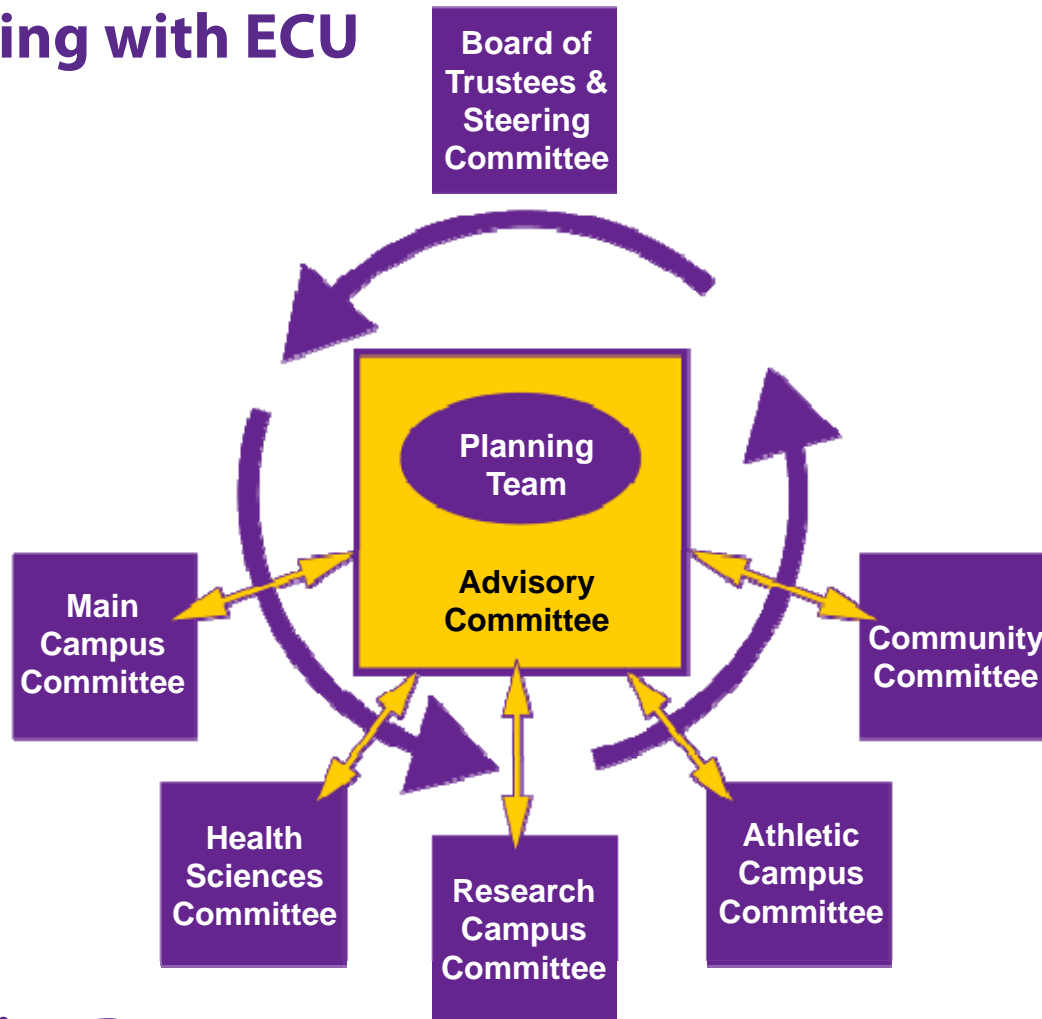 ing with ECU
Board of
Trustees &
Steering
Committee
Planning
Team
Advisory
Committee
Main
Campus
Committee
Community
Committee
Health
Sciences
Committee
Research
Campus
Committee
Athletic
Campus
Committee